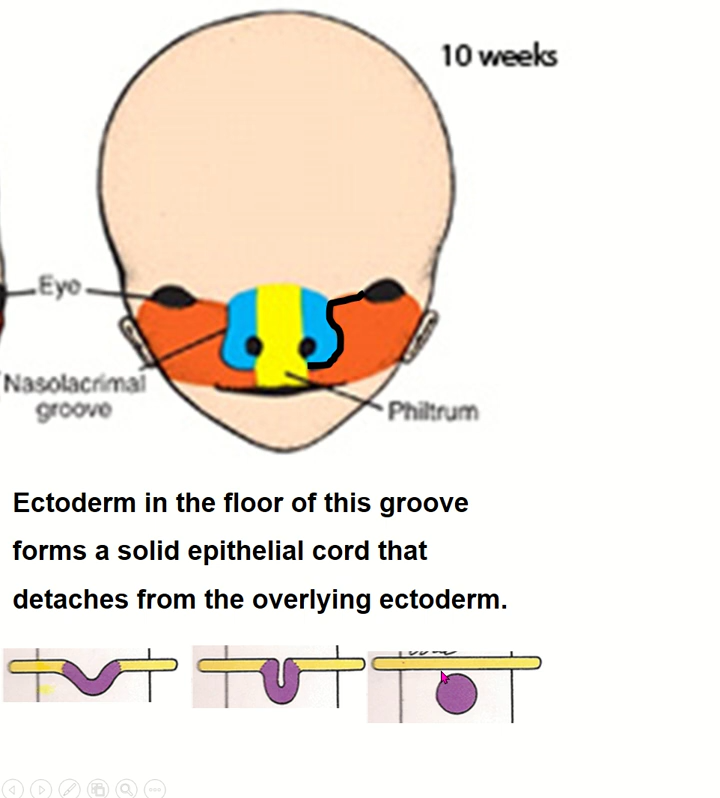 10 weeks
Eye
Nasolacrimal
groove
Philtrum
Ectoderm in the floor of this groove
forms a solid epithelial cord that
detaches from the overlying ectoderm.